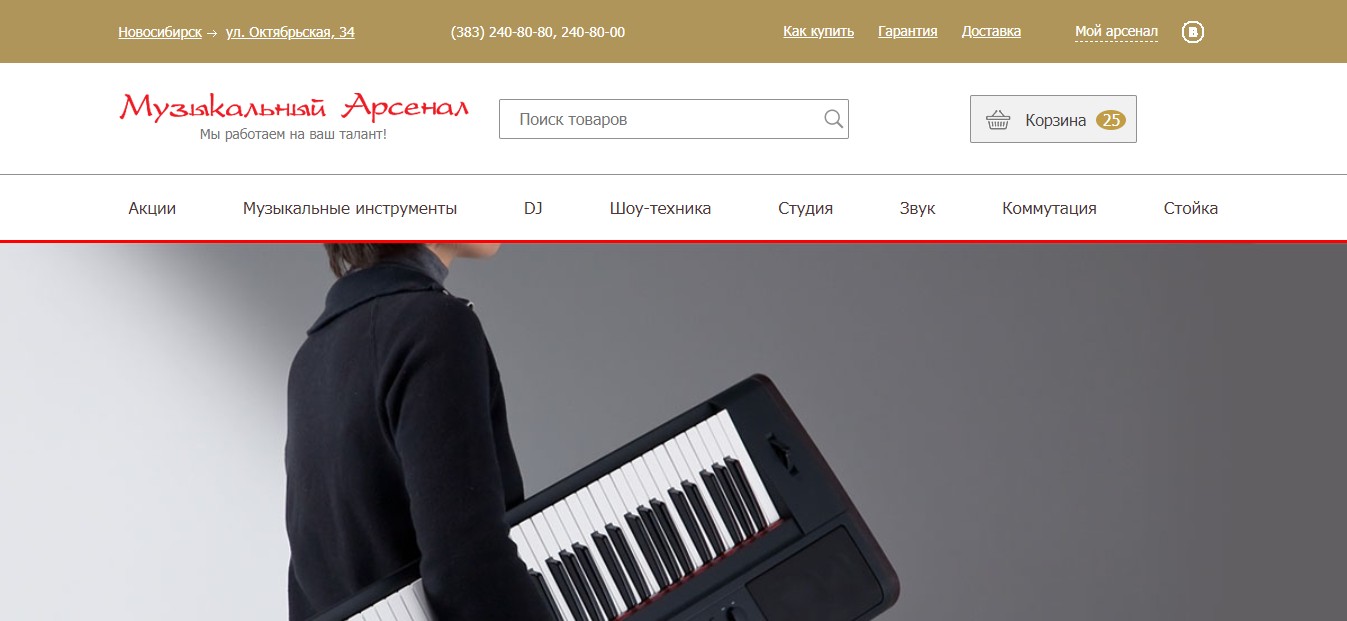 Новосибирск → ул. Октябрьская, 34 (383) 240-80-80, 240-80-00 Как купить Гарантия Доставка Мой арсенал B
Музыкальный Арсенал
Мы работаем на ваш талант!
Поиск товаров
Корзина 25
Акции Музыкальные инструменты DJ Шоу-техника Студия Звук Коммутация Стойка